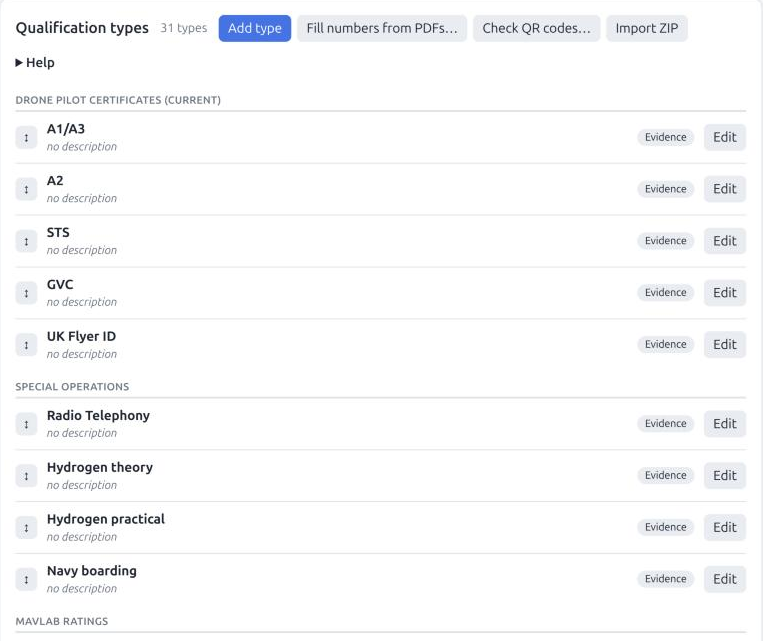 Qualification types 31 types Add type Fill numbers from PDFs... Check QR codes... Import ZIP
Help
DRONE PILOT CERTIFICATES (CURRENT)
A1/A3
no description
Evidence Edit
A2
no description
Evidence Edit
STS
no description
Evidence Edit
GVC
no description
Evidence Edit
UK Flyer ID
no description
Evidence Edit
SPECIAL OPERATIONS
Radio Telephony
no description
Evidence Edit
Hydrogen theory
no description
Evidence Edit
Hydrogen practical
no description
Evidence Edit
Navy boarding
no description
Evidence Edit
MAVLAB RATINGS